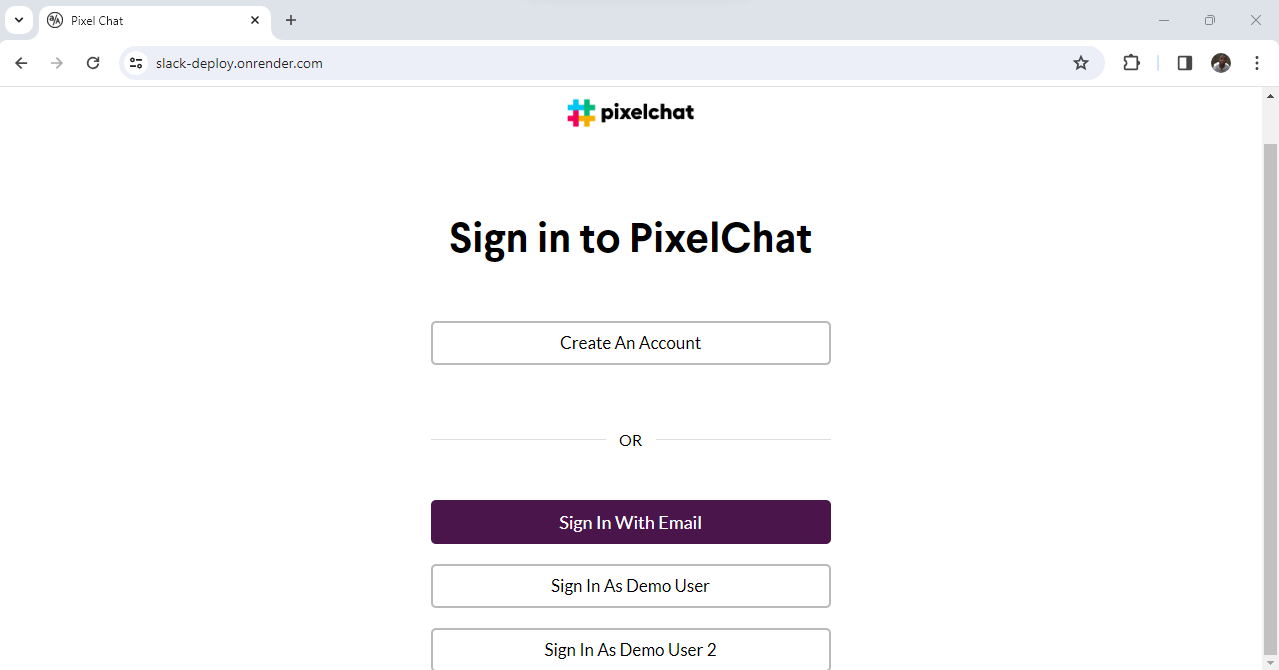 Pixel Chat
slack-deploy.onrender.com
pixelchat
Sign in to PixelChat
Create An Account
OR
Sign In With Email
Sign In As Demo User
Sign In As Demo User 2